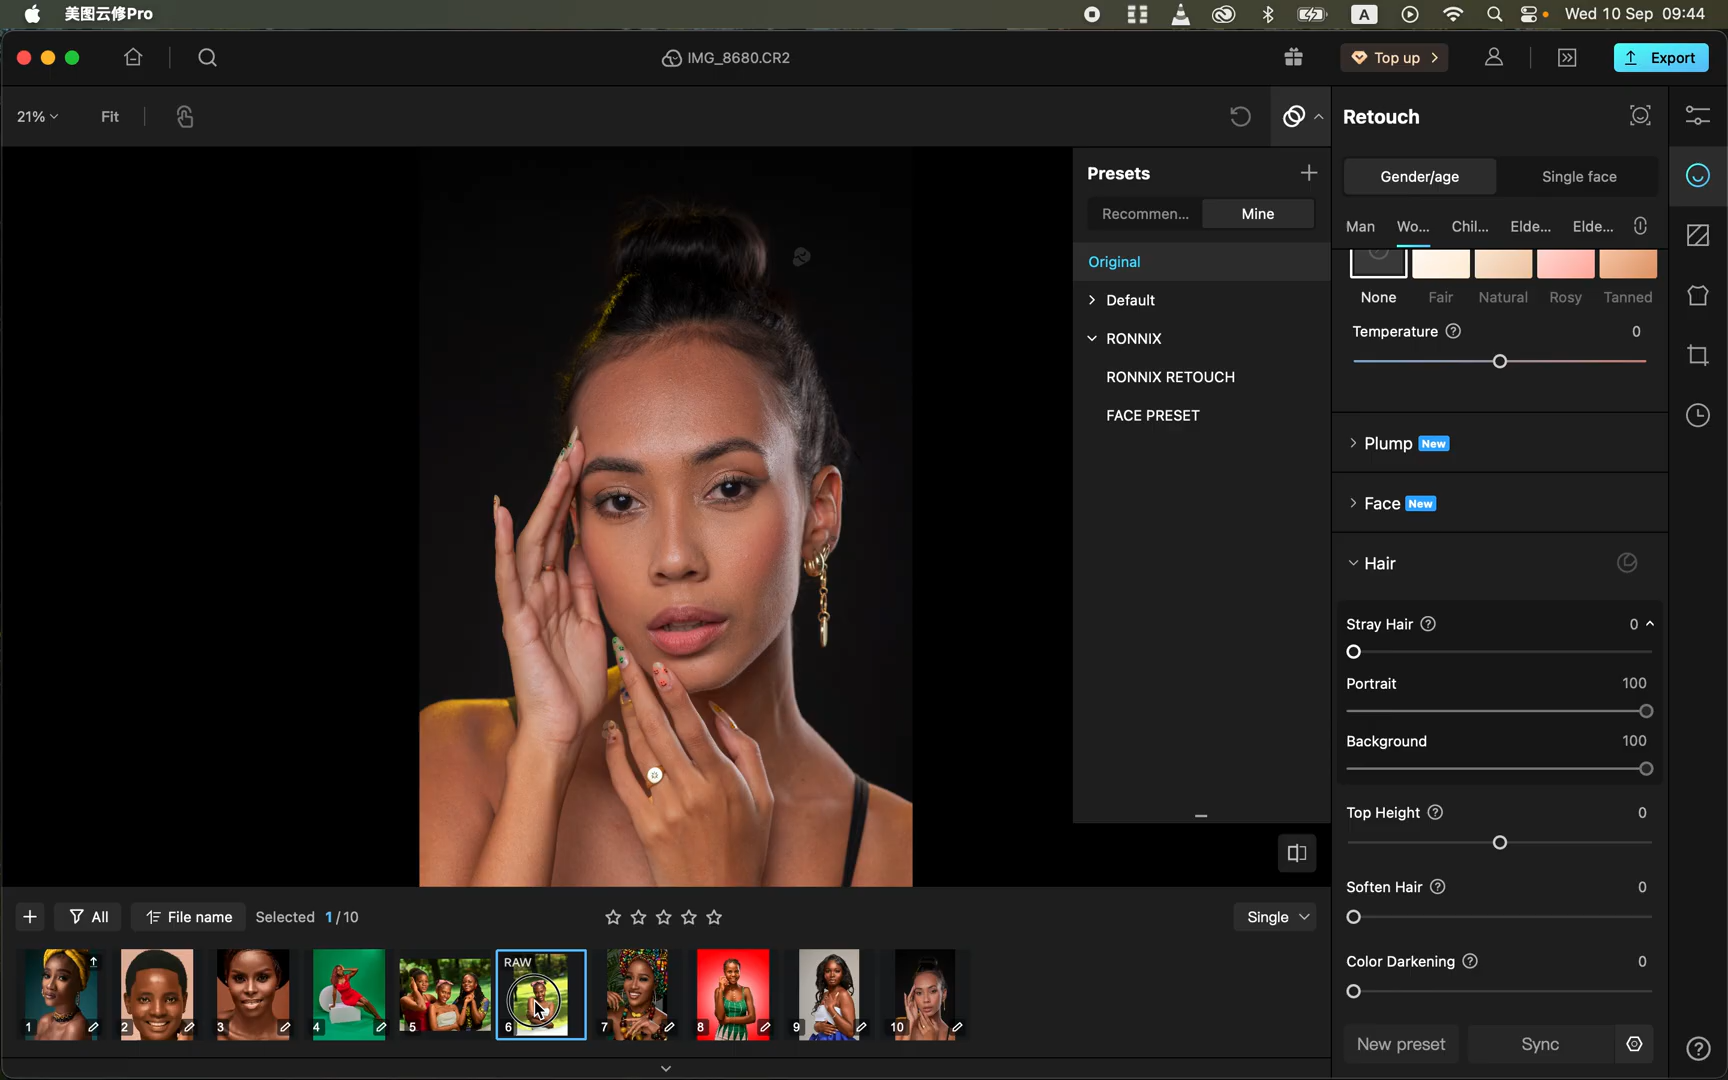 美图云修Pro
A
Wed 10 Sep 09:44
IMG_8680.CR2
Top up
Export
21%
Fit
Presets
Recommen...
Mine
Original
Default
RONNIX
RONNIX RETOUCH
FACE PRESET
Retouch
Gender/age
Single face
Man
Wo...
Chil...
Elde...
Elde...
None
Fair
Natural
Rosy
Tanned
Temperature
0
Plump New
Face New
Hair
Stray Hair
0
Portrait
100
Background
100
Top Height
0
Soften Hair
0
Color Darkening
0
New preset
Sync
All
File name
Selected 1/10
Single
RAW
1
2
3
4
5
6
7
8
9
10